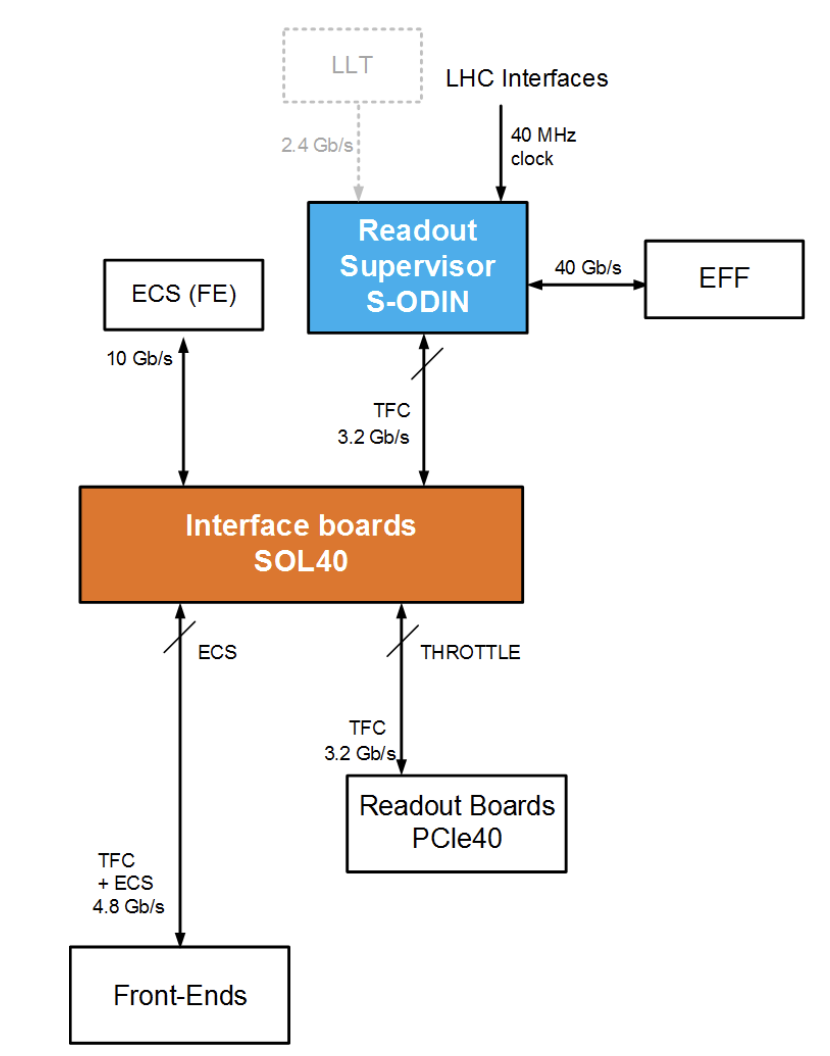 LLT
LHC Interfaces
2.4 Gb/s
40 MHz
clock
Readout
Supervisor
S-ODIN
40 Gb/s
EFF
ECS (FE)
10 Gb/s
TFC
3.2 Gb/s
Interface boards
SOL40
ECS
THROTTLE
TFC
3.2 Gb/s
Readout Boards
PCIe40
TFC
+ ECS
4.8 Gb/s
Front-Ends